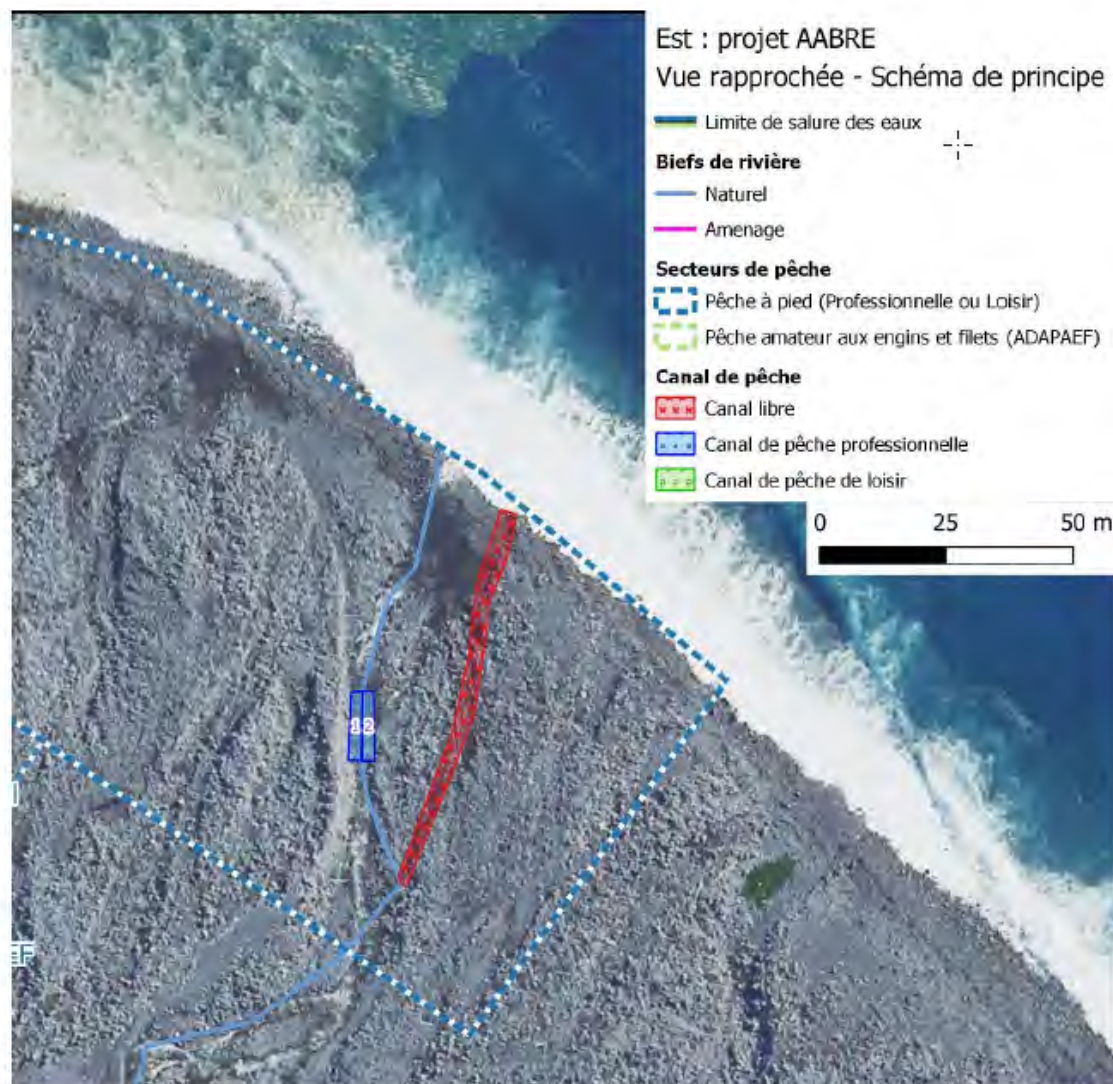 Est : projet AABRE
Vue rapprochée - Schéma de principe
Limite de salure des eaux
Biefs de rivière
Naturel
Amenage
Secteurs de pêche
Pêche à pied (Professionnelle ou Loisir)
Pêche amateur aux engins et filets (ADAPAEF)
Canal de pêche
Canal libre
Canal de pêche professionnelle
Canal de pêche de loisir
0 25 50 m
1 2